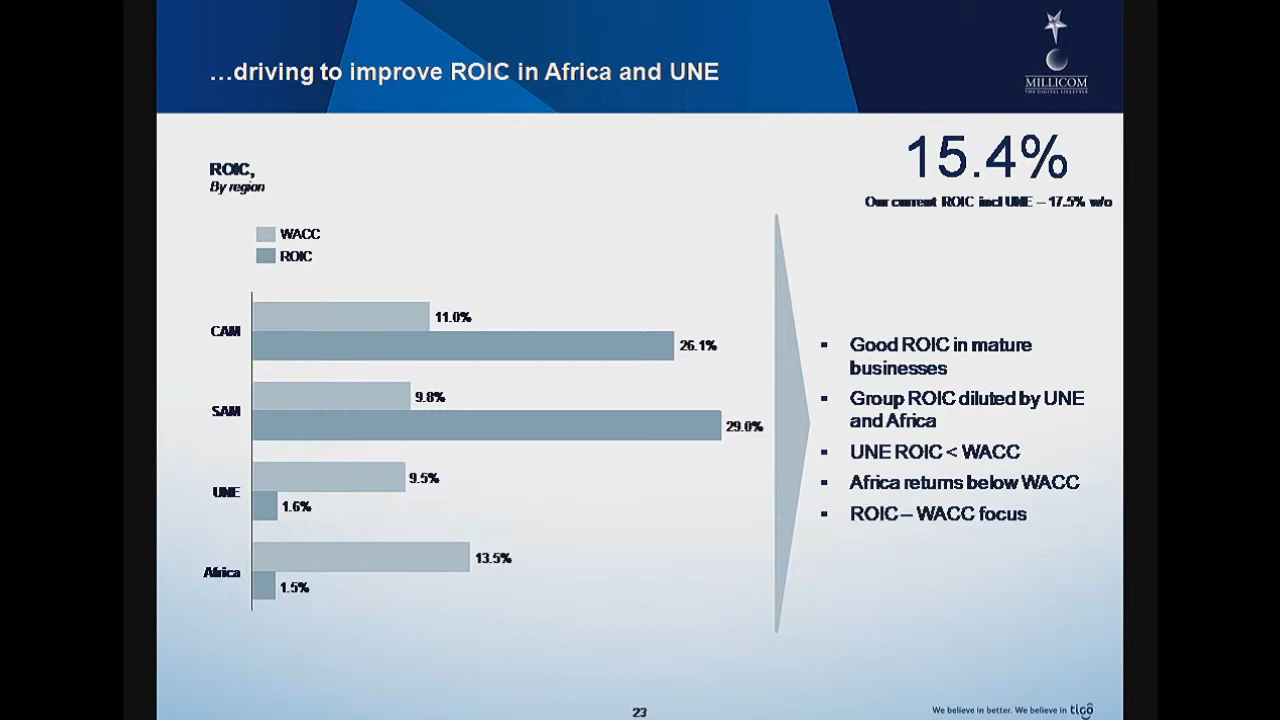 …driving to improve ROIC in Africa and UNE
MILLICOM
THE DIGITAL LIFESTYLE
15.4%
Our current ROIC incl UNE – 17.5% w/o
ROIC,
By region
WACC
ROIC
CAM
11.0%
26.1%
SAM
9.8%
29.0%
UNE
9.5%
1.6%
Africa
13.5%
1.5%
▪ Good ROIC in mature
businesses
▪ Group ROIC diluted by UNE
and Africa
▪ UNE ROIC < WACC
▪ Africa returns below WACC
▪ ROIC – WACC focus
23
We believe in better. We believe in tigo